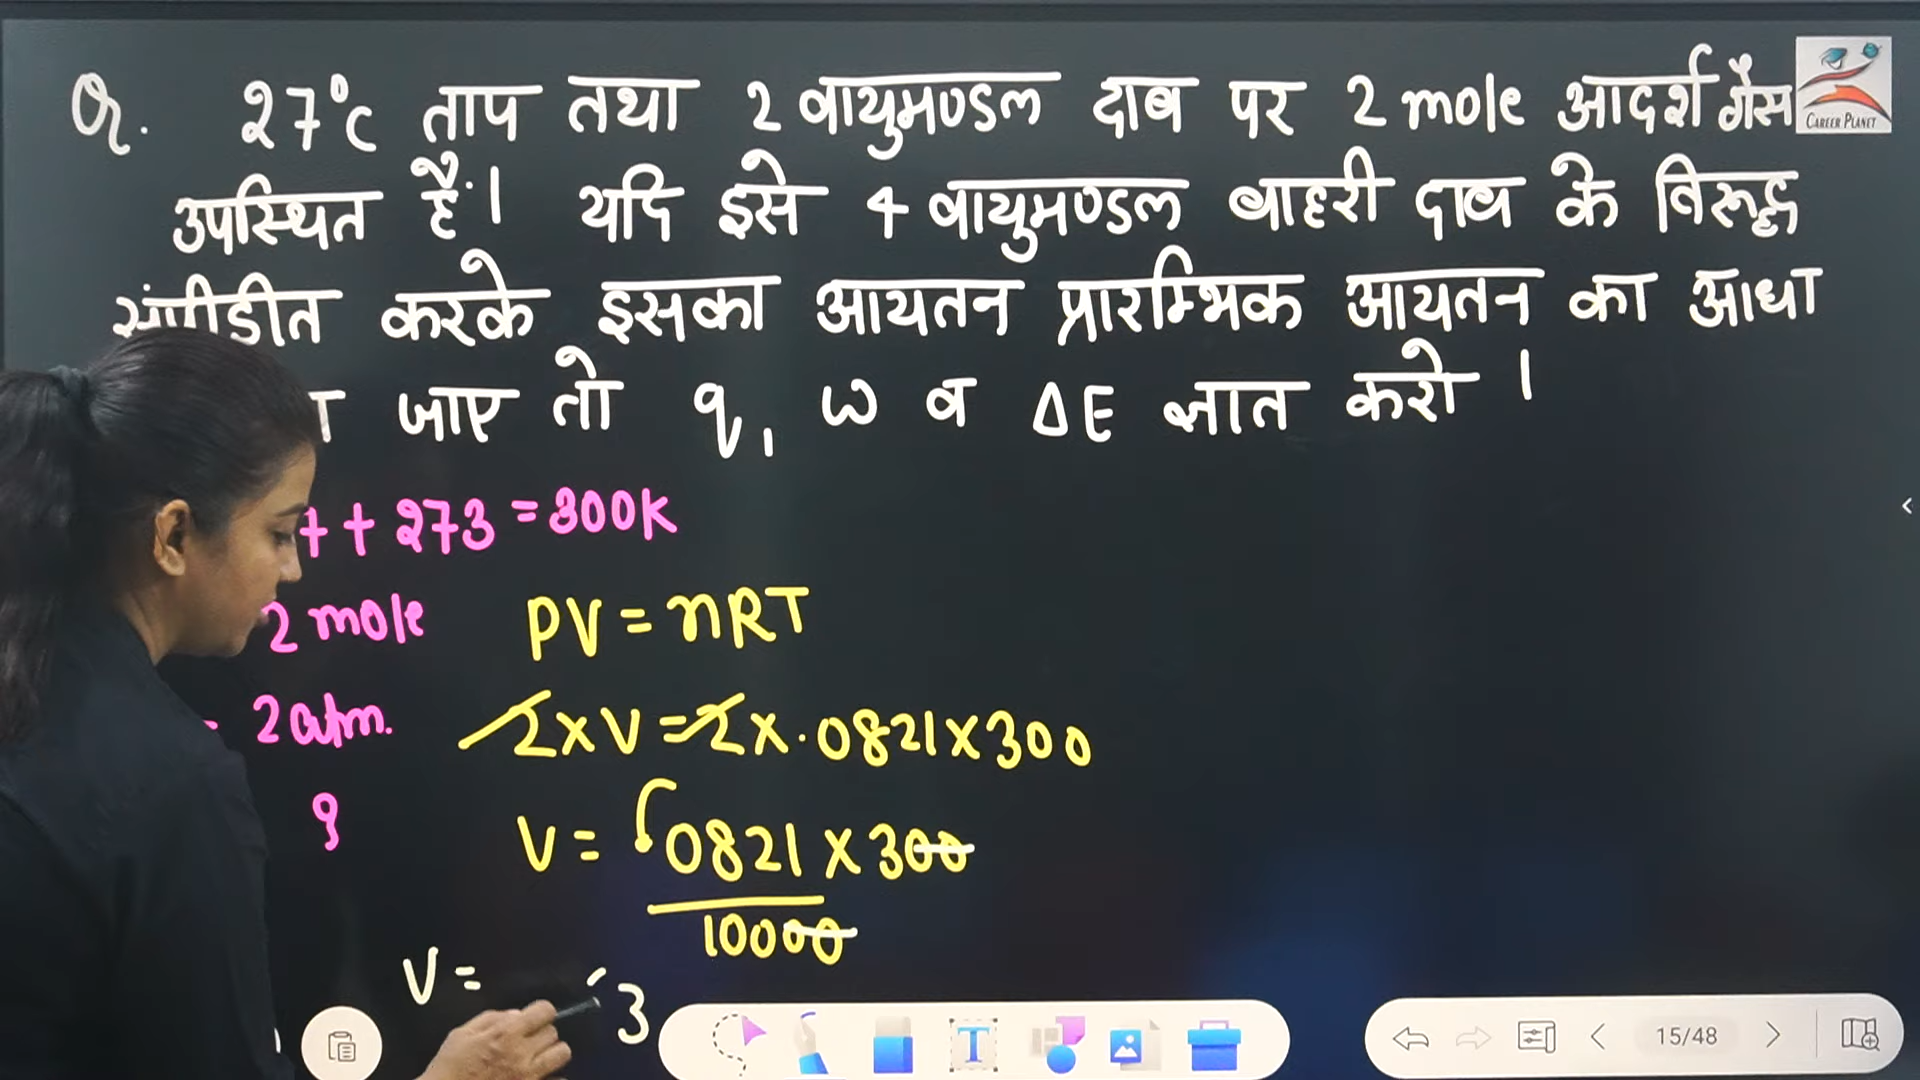 Q. 27°C ताप तथा 2 वायुमण्डल दाब पर 2 mole आदर्श गैस
CAREER PLANET
उपस्थित है। यदि इसे 4 वायुमण्डल बाहरी दाब के विरूद्ध
संपीडीत करके इसका आयतन प्रारम्भिक आयतन का आधा
जाए तो q, w व ΔE ज्ञात करो ।
+ 273 = 300K
2 mole
PV = nRT
2 atm.
2 x V = 2 x .0821 x 300
V = 0821 x 300
10000
V = 3
15/48